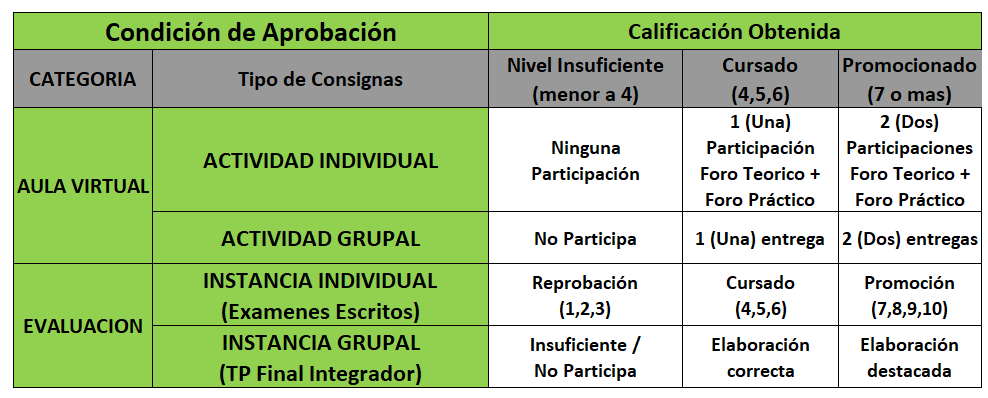 Condición de Aprobación
Calificación Obtenida
CATEGORIA
Tipo de Consignas
Nivel Insuficiente
(menor a 4)
Cursado
(4,5,6)
Promocionado
(7 o mas)
AULA VIRTUAL
ACTIVIDAD INDIVIDUAL
Ninguna
Participación
1 (Una)
Participación
Foro Teorico +
Foro Práctico
2 (Dos)
Participaciones
Foro Teorico +
Foro Práctico
ACTIVIDAD GRUPAL
No Participa
1 (Una) entrega
2 (Dos) entregas
EVALUACION
INSTANCIA INDIVIDUAL
(Examenes Escritos)
Reprobación
(1,2,3)
Cursado
(4,5,6)
Promoción
(7,8,9,10)
INSTANCIA GRUPAL
(TP Final Integrador)
Insuficiente /
No Participa
Elaboración
correcta
Elaboración
destacada